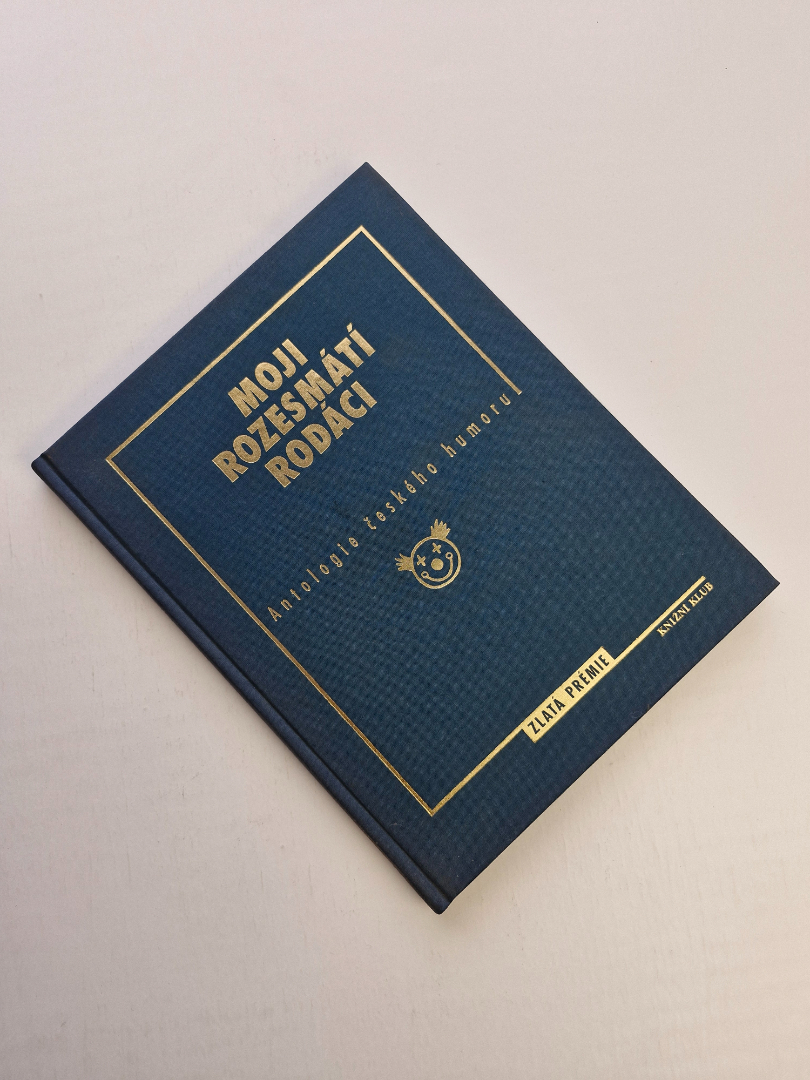 MOJI
ROZESMÁTÍ
RODÁCI
Antologie českého humoru
ZLATÁ PRÉMIE
KNIŽNÍ KLUB